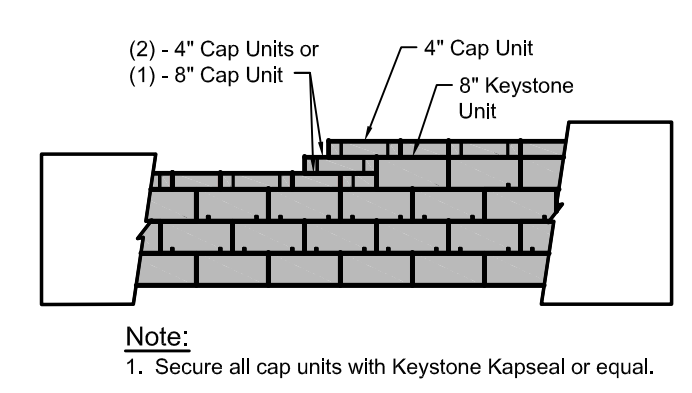 (2) - 4" Cap Units or
(1) - 8" Cap Unit
4" Cap Unit
8" Keystone
Unit
Note:
1. Secure all cap units with Keystone Kapseal or equal.